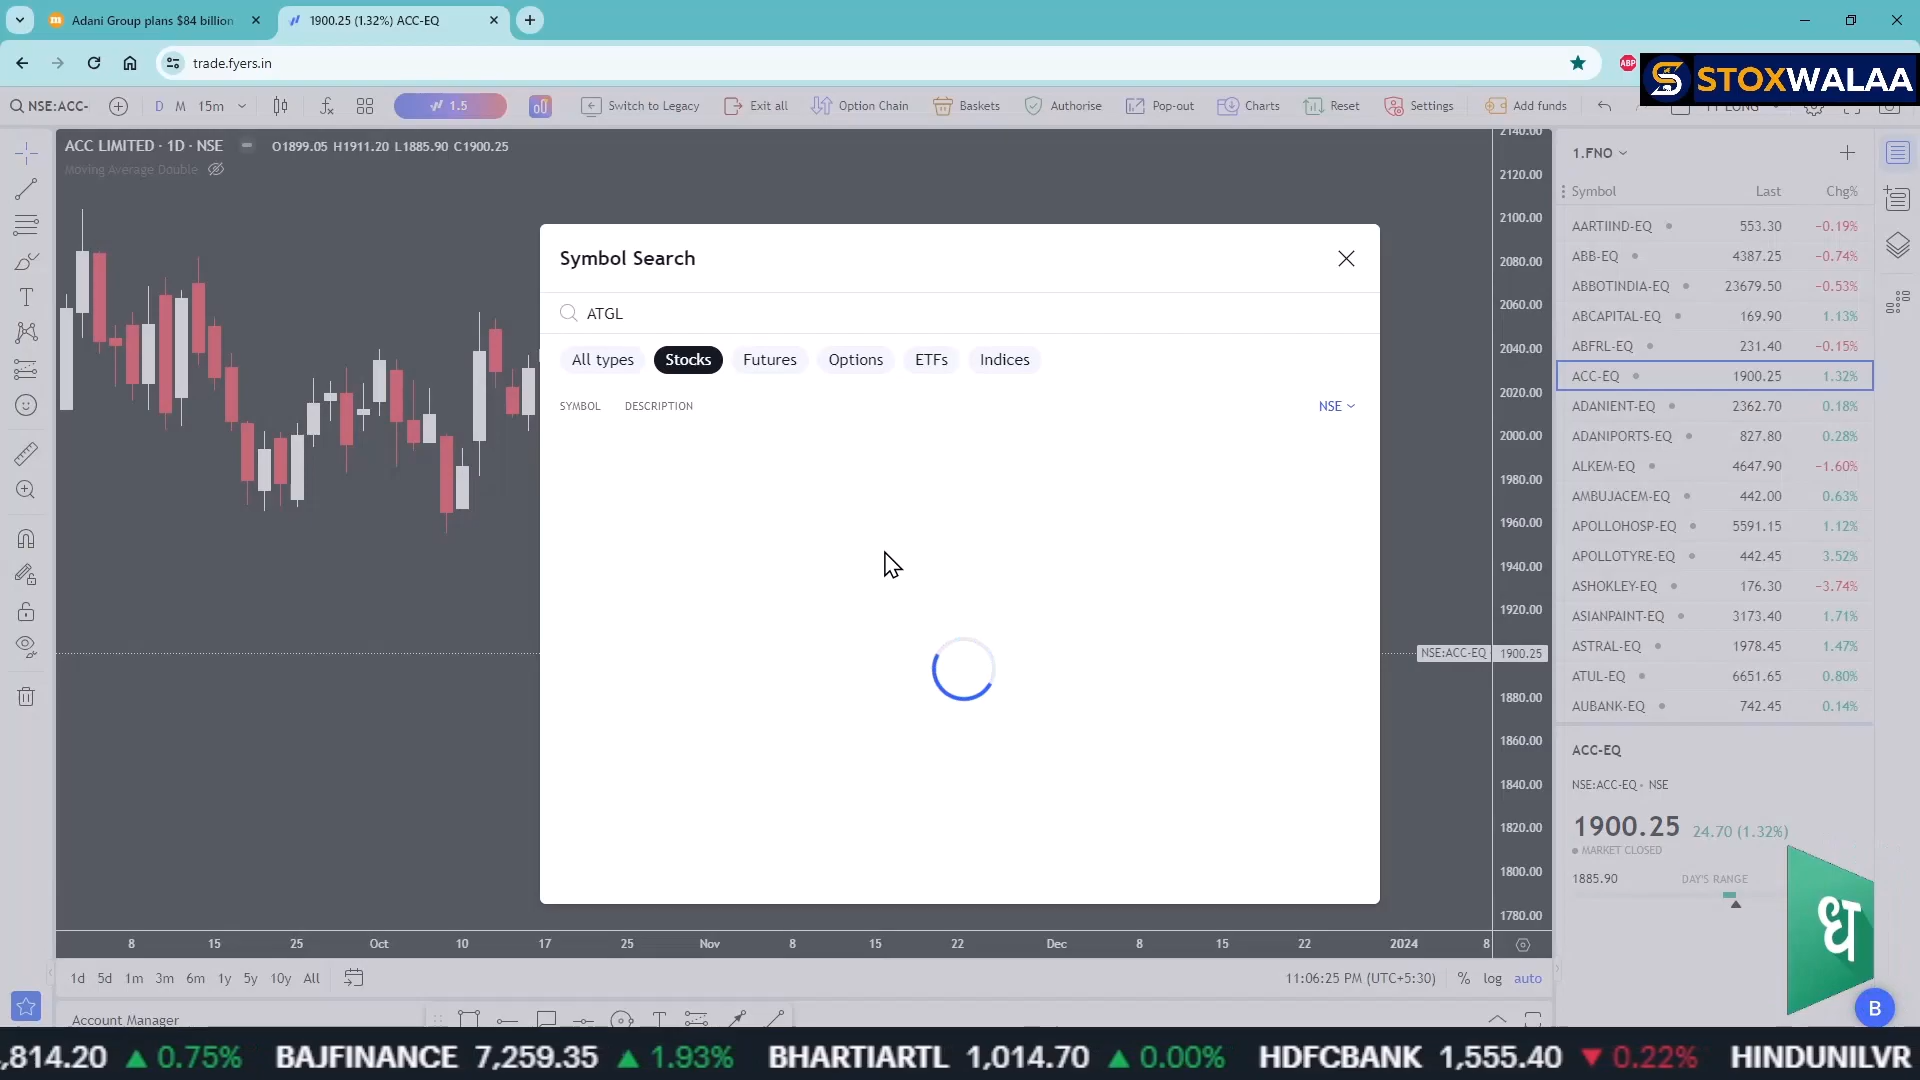 Adani Group plans $84 billion
1900.25 (1.32%) ACC-EQ
trade.fyers.in
ABP
STOXWALAA
NSE:ACC-
D M 15m
1.5
Switch to Legacy
Exit all
Option Chain
Baskets
Authorise
Pop-out
Charts
Reset
Settings
Add funds
ACC LIMITED · 1D · NSE
O1899.05 H1911.20 L1885.90 C1900.25
Moving Average Double
2140.00
2120.00
2100.00
2080.00
2060.00
2040.00
2020.00
2000.00
1980.00
1960.00
1940.00
1920.00
NSE:ACC-EQ 1900.25
1880.00
1860.00
1840.00
1820.00
1800.00
1780.00
Symbol Search
ATGL
All types Stocks Futures Options ETFs Indices
SYMBOL DESCRIPTION NSE
1.FNO
Symbol Last Chg%
AARTIIND-EQ 553.30 −0.19%
ABB-EQ 4387.25 −0.74%
ABBOTINDIA-EQ 23679.50 −0.53%
ABCAPITAL-EQ 169.90 1.13%
ABFRL-EQ 231.40 −0.15%
ACC-EQ 1900.25 1.32%
ADANIENT-EQ 2362.70 0.18%
ADANIPORTS-EQ 827.80 0.28%
ALKEM-EQ 4647.90 −1.60%
AMBUJACEM-EQ 442.00 0.63%
APOLLOHOSP-EQ 5591.15 1.12%
APOLLOTYRE-EQ 442.45 3.52%
ASHOKLEY-EQ 176.30 −3.74%
ASIANPAINT-EQ 3173.40 1.71%
ASTRAL-EQ 1978.45 1.47%
ATUL-EQ 6651.65 0.80%
AUBANK-EQ 742.45 0.14%
ACC-EQ
NSE:ACC-EQ • NSE
1900.25 24.70 (1.32%)
MARKET CLOSED
1885.90 DAY'S RANGE
ध
B
8 15 25 Oct 10 17 25 Nov 8 15 22 Dec 8 15 22 2024 8
1d 5d 1m 3m 6m 1y 5y 10y All
11:06:25 PM (UTC+5:30) % log auto
Account Manager
,814.20 ▲ 0.75% BAJFINANCE 7,259.35 ▲ 1.93% BHARTIARTL 1,014.70 ▲ 0.00% HDFCBANK 1,555.40 ▼ 0.22% HINDUNILVR